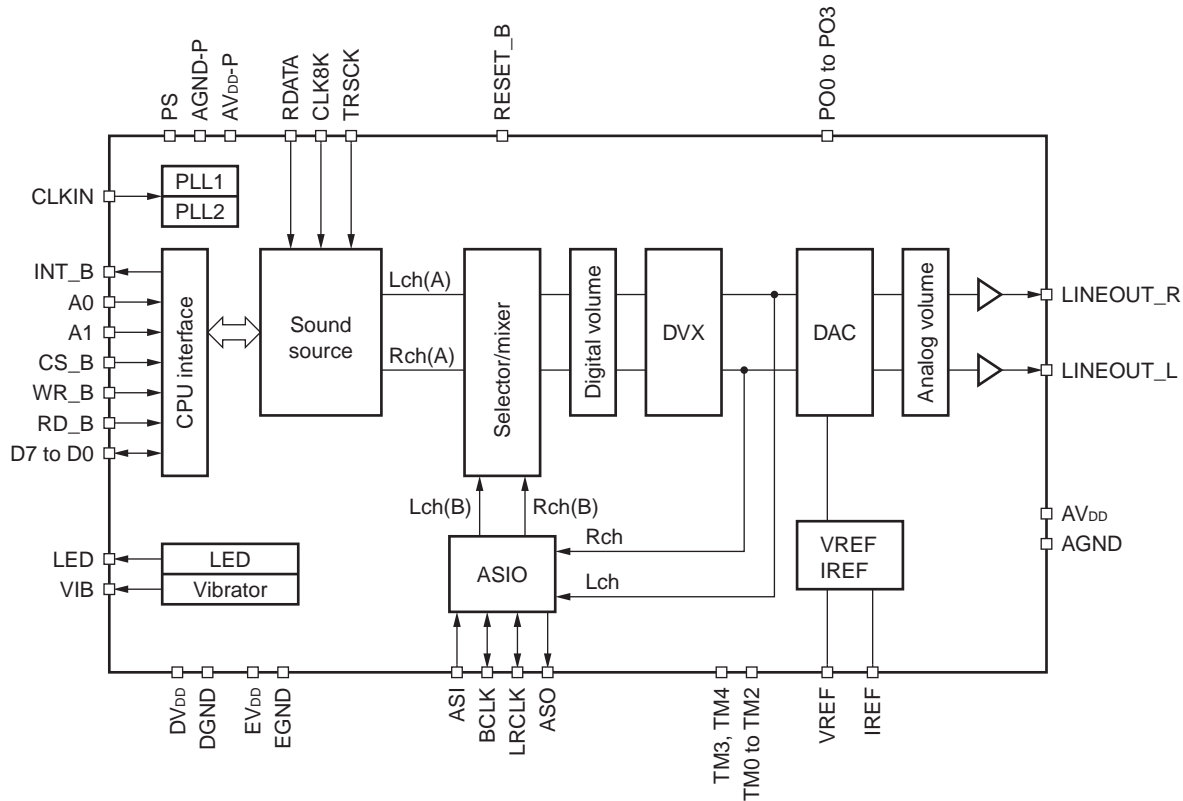 PS
AGND-P
AVDD-P
RDATA
CLK8K
TRSCK
RESET_B
PO0 to PO3
CLKIN
PLL1
PLL2
INT_B
A0
A1
CS_B
WR_B
RD_B
D7 to D0
CPU interface
Sound
source
Lch(A)
Rch(A)
Selector/mixer
Digital volume
DVX
DAC
Analog volume
LINEOUT_R
LINEOUT_L
Lch(B)
Rch(B)
Rch
Lch
ASIO
VREF
IREF
AVDD
AGND
LED
VIB
LED
Vibrator
DVDD
DGND
EVDD
EGND
ASI
BCLK
LRCLK
ASO
TM3, TM4
TM0 to TM2
VREF
IREF